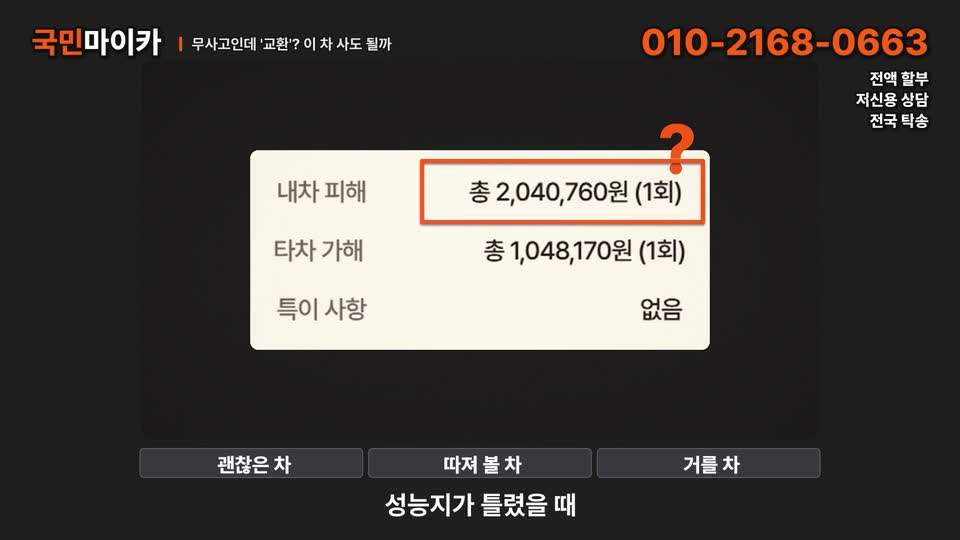 국민마이카
무사고인데 '교환'? 이 차 사도 될까
010-2168-0663
전액 할부
저신용 상담
전국 탁송
?
내차 피해 총 2,040,760원 (1회)
타차 가해 총 1,048,170원 (1회)
특이 사항 없음
괜찮은 차 따져 볼 차 거를 차
성능지가 틀렸을 때